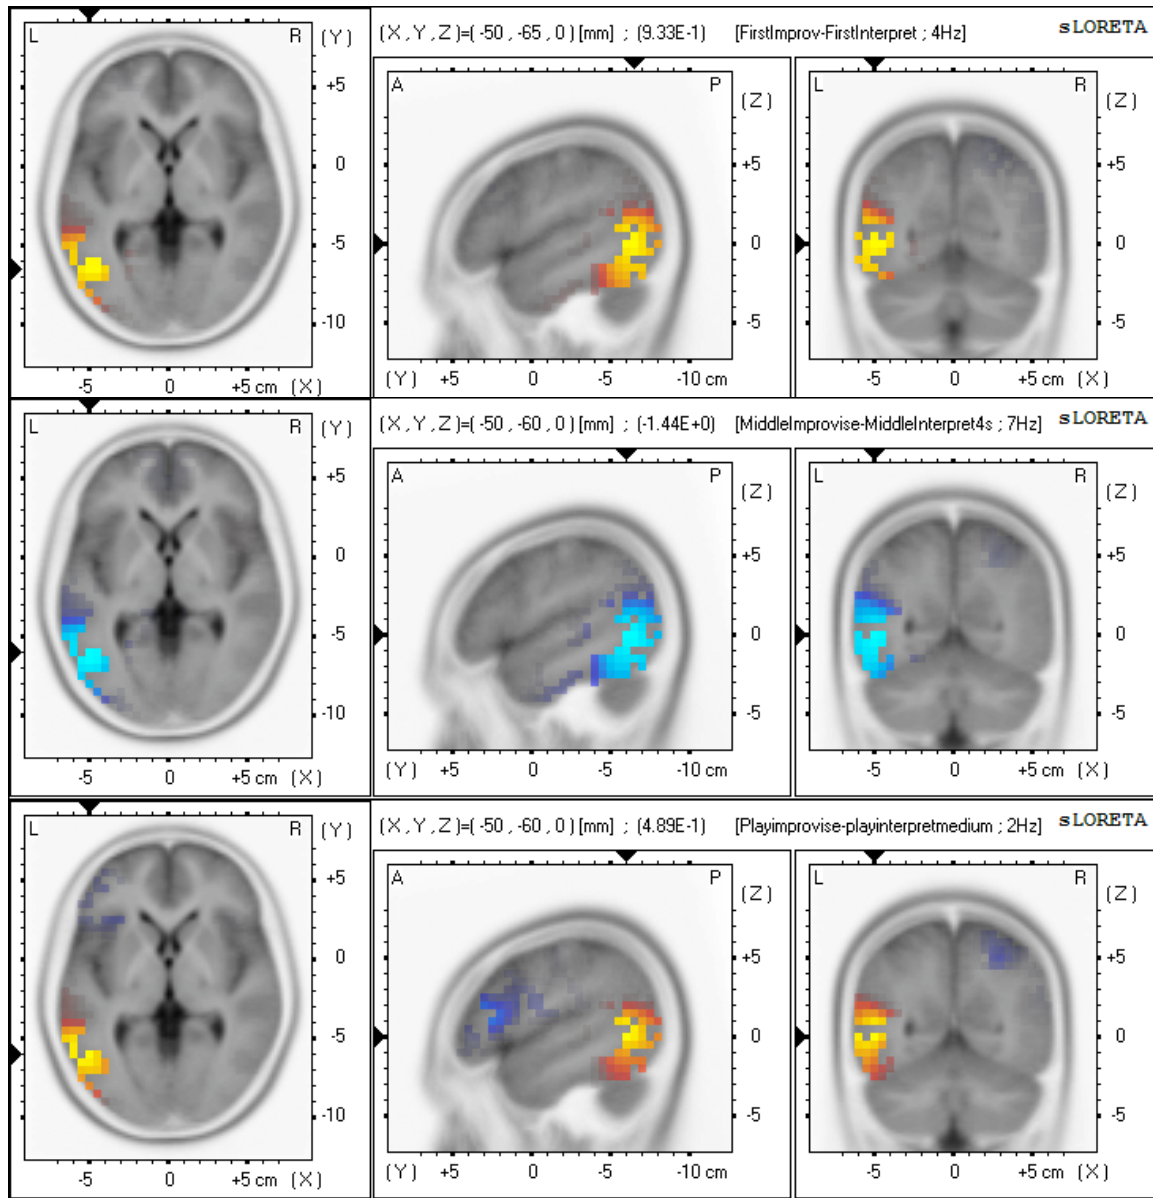 L R (Y) (X,Y,Z)=(-50,-65,0)[mm] ; (9.33E-1) [FirstImprov-FirstInterpret ; 4Hz] sLORETA
A P (Z) L R (Z)
+5 +5 +5
0 0 0
-5 -5 -5
-10
-5 0 +5 cm (X) (Y) +5 0 -5 -10 cm -5 0 +5 cm (X)
L R (Y) (X,Y,Z)=(-50,-60,0)[mm] ; (-1.44E+0) [MiddleImprovise-MiddleInterpret4s ; 7Hz] sLORETA
A P (Z) L R (Z)
+5 +5 +5
0 0 0
-5 -5 -5
-10
-5 0 +5 cm (X) (Y) +5 0 -5 -10 cm -5 0 +5 cm (X)
L R (Y) (X,Y,Z)=(-50,-60,0)[mm] ; (4.89E-1) [Playimprovise-playinterpretmedium ; 2Hz] sLORETA
A P (Z) L R (Z)
+5 +5 +5
0 0 0
-5 -5 -5
-10
-5 0 +5 cm (X) (Y) +5 0 -5 -10 cm -5 0 +5 cm (X)